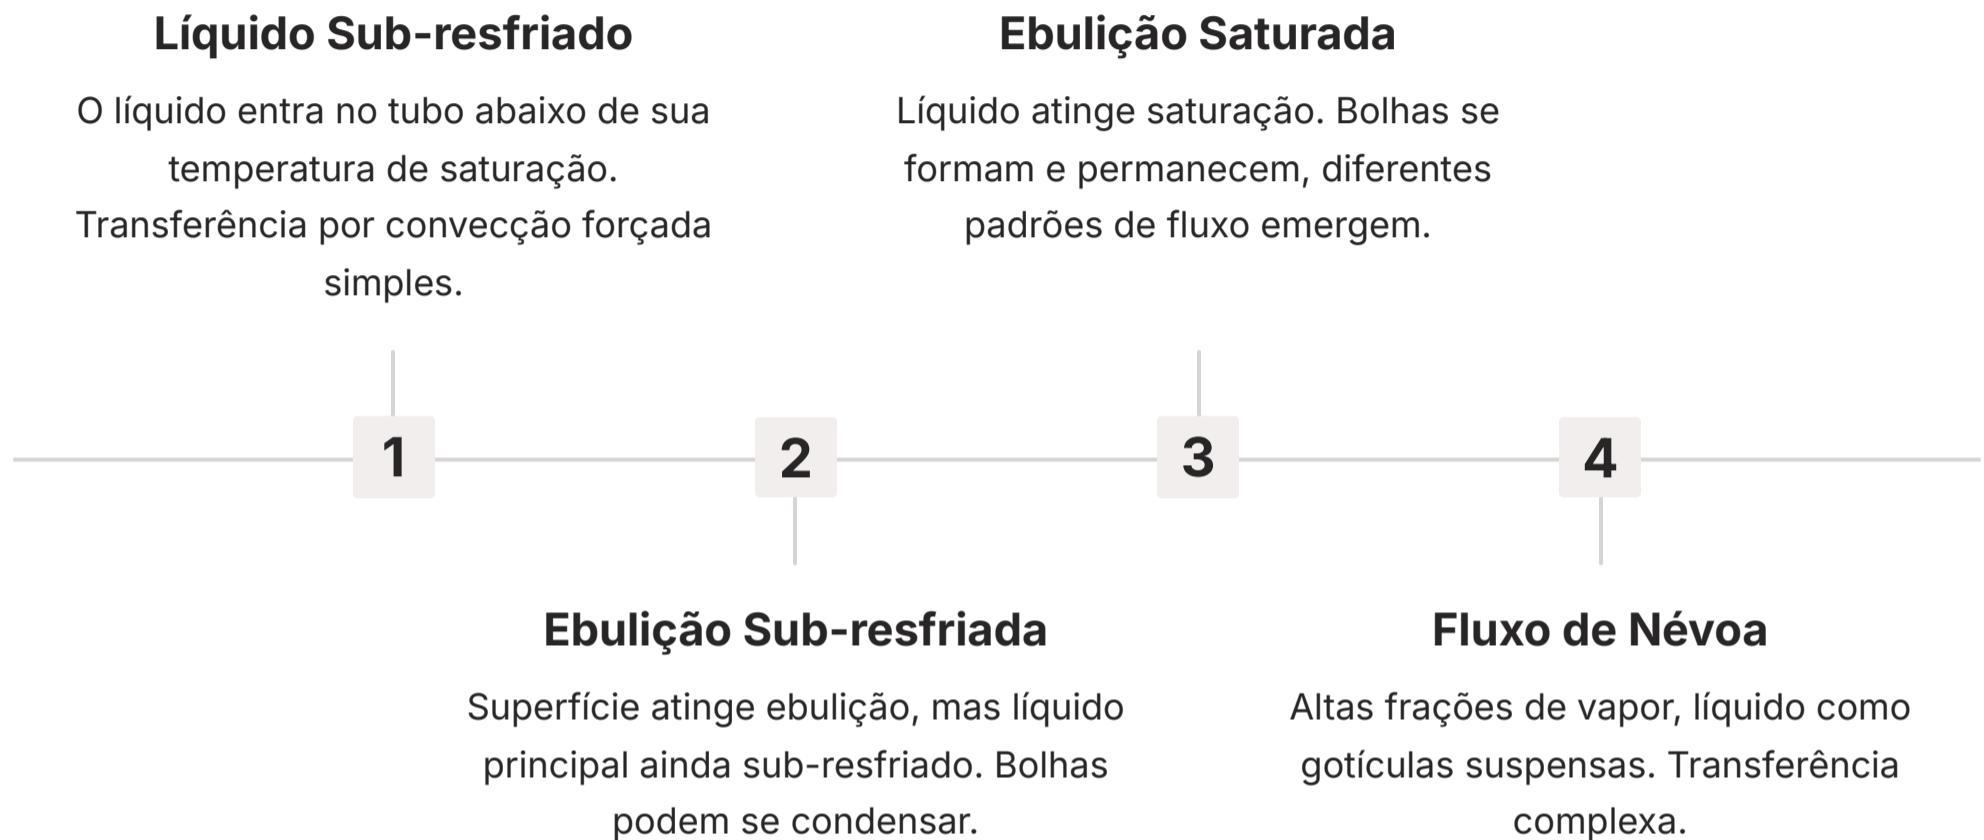 Líquido Sub-resfriado
O líquido entra no tubo abaixo de sua
temperatura de saturação.
Transferência por convecção forçada
simples.
Ebulição Saturada
Líquido atinge saturação. Bolhas se
formam e permanecem, diferentes
padrões de fluxo emergem.
1
2
3
4
Ebulição Sub-resfriada
Superfície atinge ebulição, mas líquido
principal ainda sub-resfriado. Bolhas
podem se condensar.
Fluxo de Névoa
Altas frações de vapor, líquido como
gotículas suspensas. Transferência
complexa.